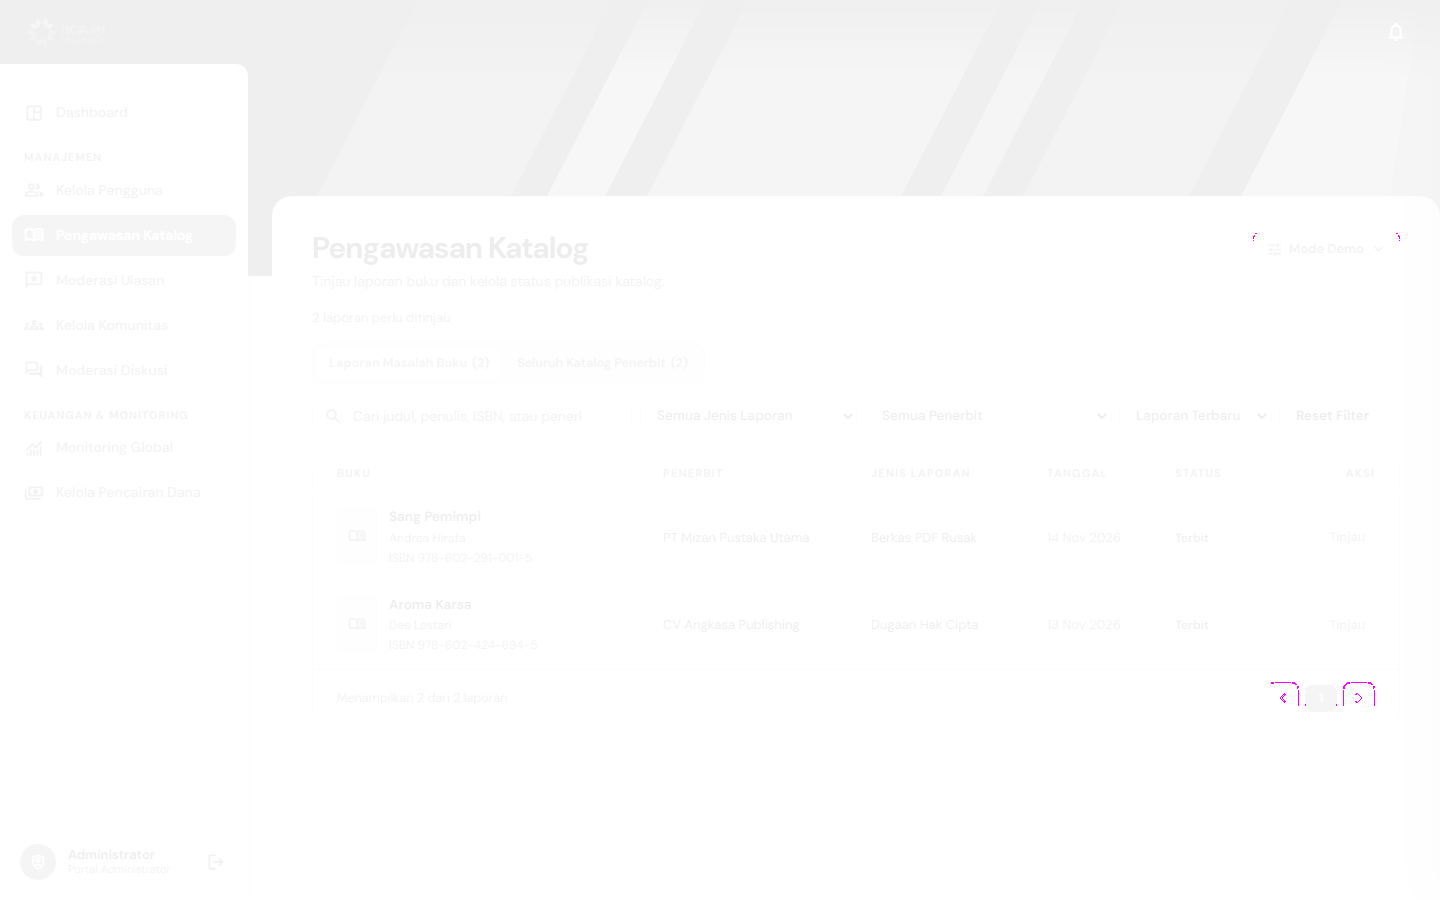 Dashboard
MANAJEMEN
Kelola Pengguna
Pengawasan Katalog
Moderasi Ulasan
Kelola Komunitas
Moderasi Diskusi
KEUANGAN & MONITORING
Monitoring Global
Kelola Pencairan Dana
Administrator
Portal Administrator
Pengawasan Katalog
Mode Demo
Tinjau laporan buku dan kelola status publikasi katalog.
2 laporan perlu ditinjau
Laporan Masalah Buku (2) Seluruh Katalog Penerbit (2)
Cari judul, penulis, ISBN, atau penerl Semua Jenis Laporan Semua Penerbit Laporan Terbaru Reset Filter
BUKU PENERBIT JENIS LAPORAN TANGGAL STATUS AKSI
Sang Pemimpi
Andrea Hirata
ISBN 978-602-291-001-5
PT Mizan Pustaka Utama Berkas PDF Rusak 14 Nov 2026 Terbit Tinjau
Aroma Karsa
Dee Lestari
ISBN 978-602-424-694-5
CV Angkasa Publishing Dugaan Hak Cipta 13 Nov 2026 Terbit Tinjau
Menampilkan 2 dari 2 laporan
1